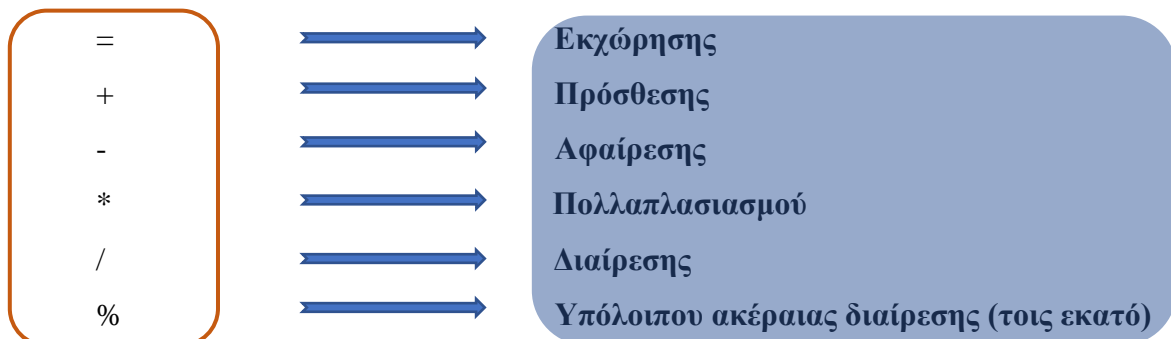 = Εκχώρησης
+ Πρόσθεσης
- Αφαίρεσης
* Πολλαπλασιασμού
/ Διαίρεσης
% Υπόλοιπου ακέραιας διαίρεσης (τοις εκατό)